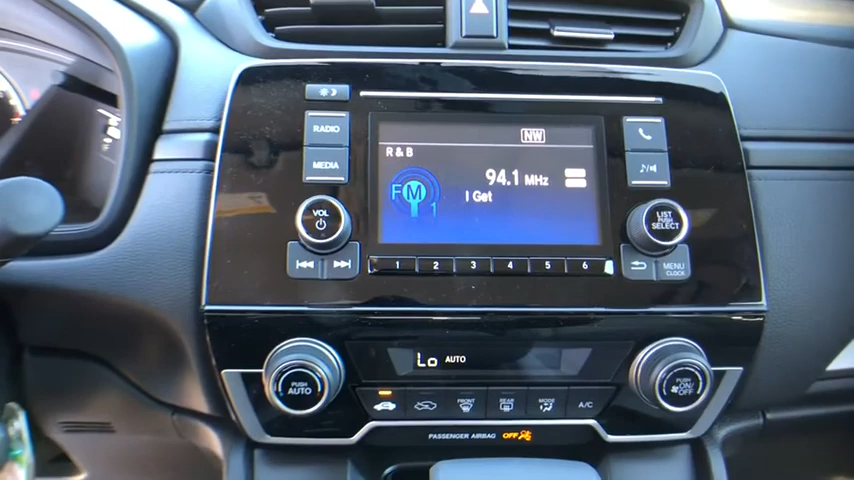 NW
RADIO
R & B
MEDIA
94.1 MHz
FM 1
I Get
VOL
LIST
PUSH
SELECT
1 2 3 4 5 6
MENU
CLOCK
Lo AUTO
PUSH
AUTO
PUSH
ON/
OFF
FRONT
REAR
MODE
A/C
PASSENGER AIRBAG OFF